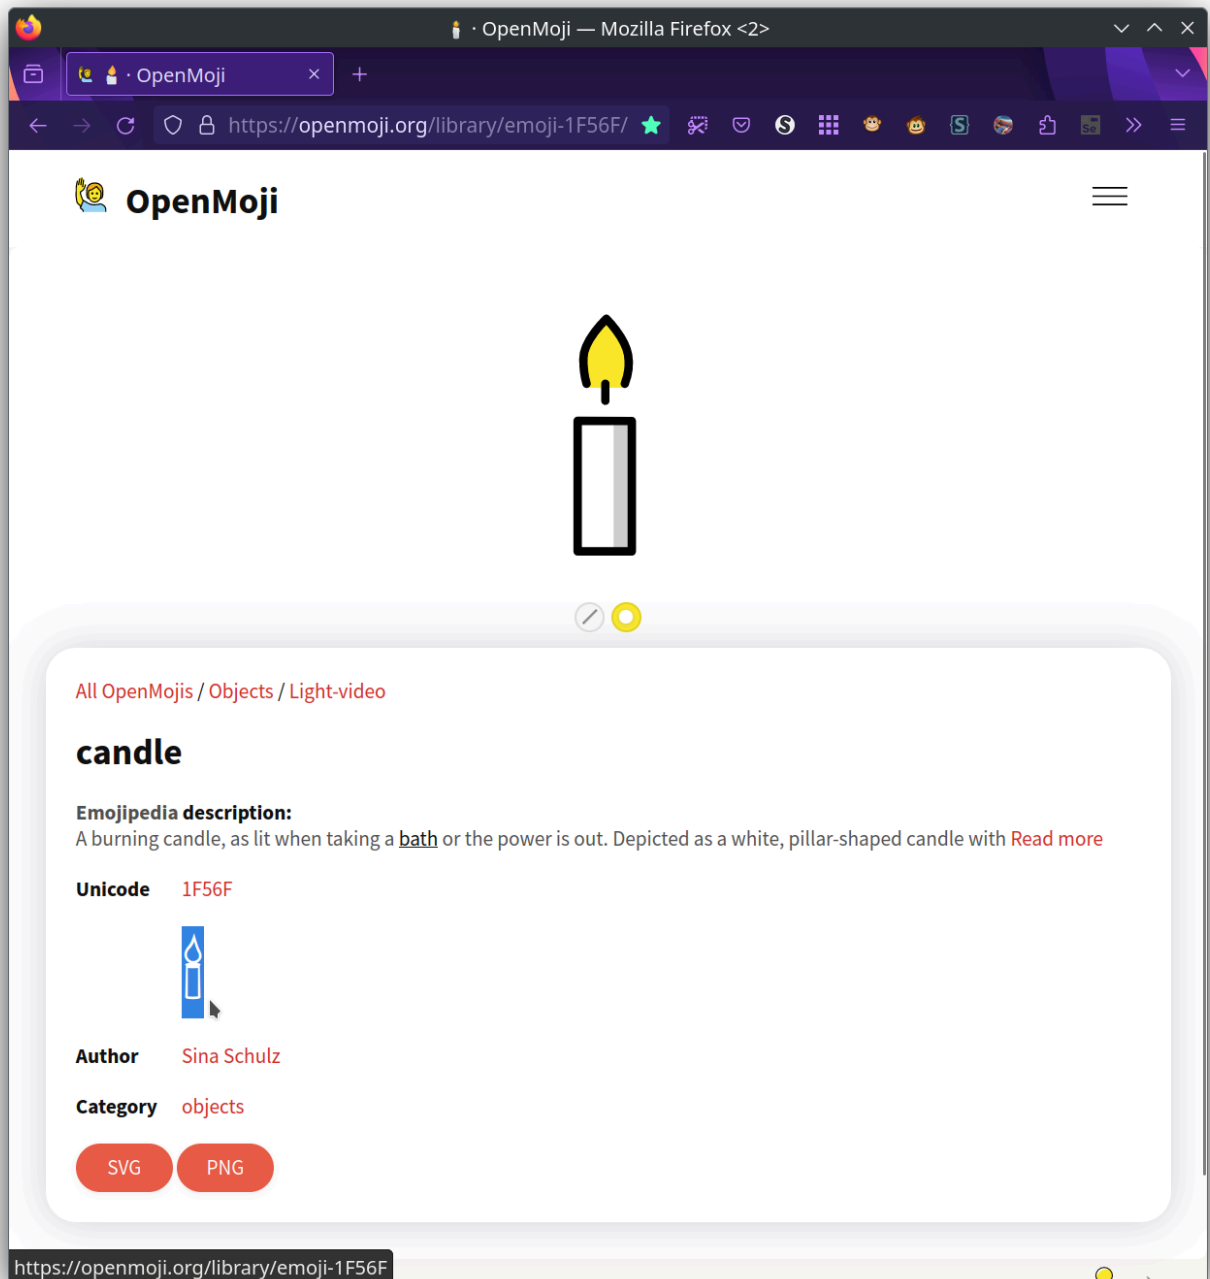 · OpenMoji — Mozilla Firefox <2>
· OpenMoji
https://openmoji.org/library/emoji-1F56F/
OpenMoji
All OpenMojis / Objects / Light-video
candle
Emojipedia description:
A burning candle, as lit when taking a bath or the power is out. Depicted as a white, pillar-shaped candle with Read more
Unicode 1F56F
Author Sina Schulz
Category objects
SVG PNG
https://openmoji.org/library/emoji-1F56F